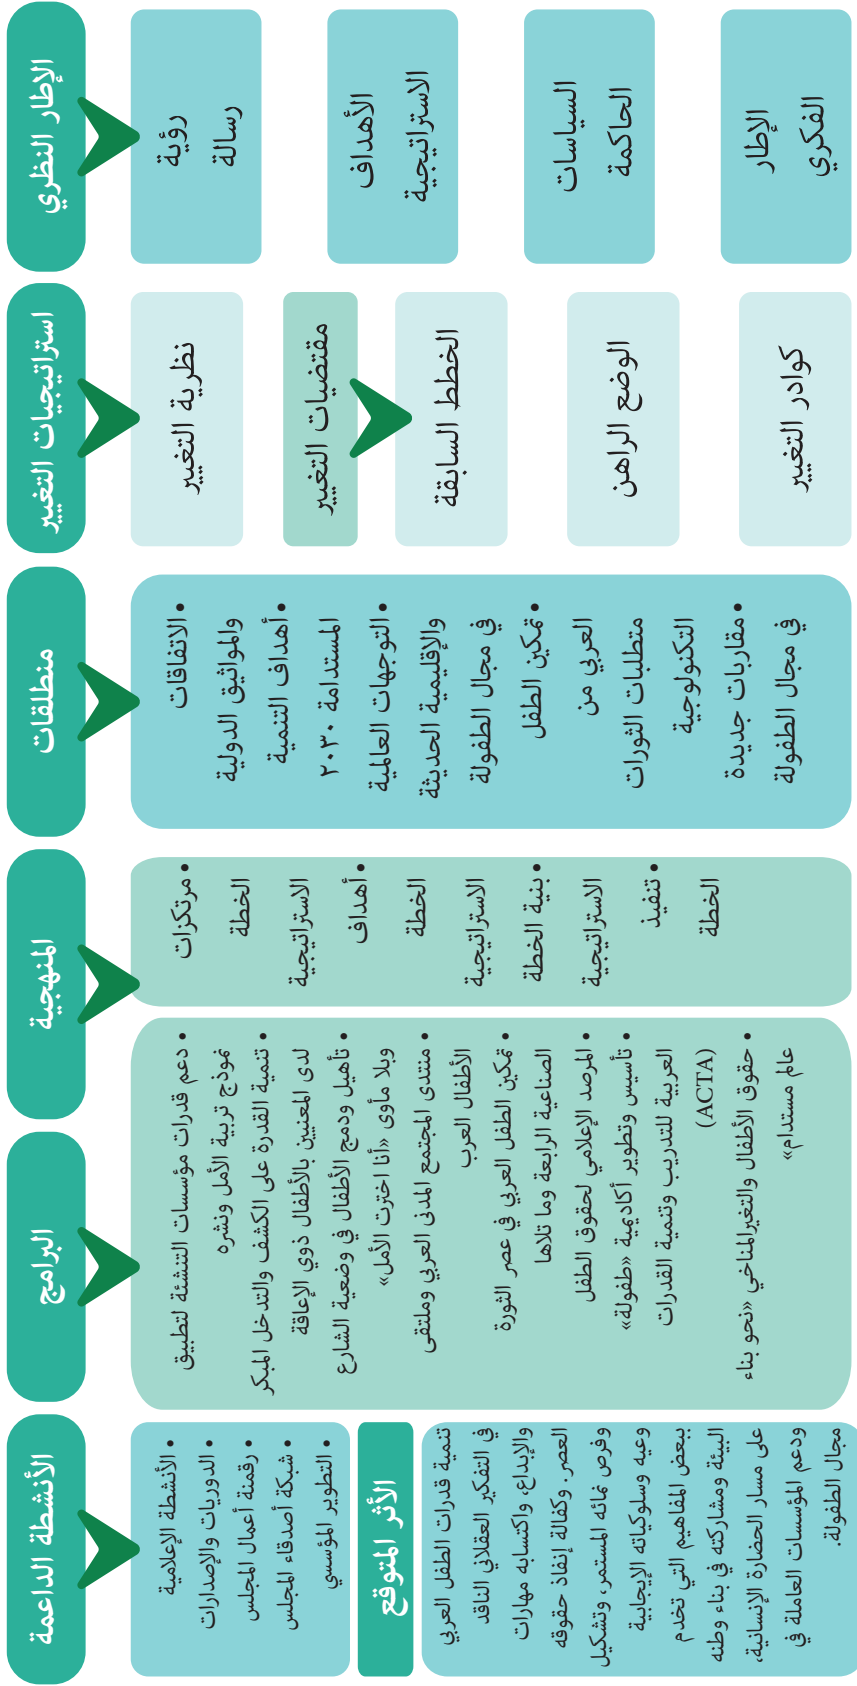 الإطار النظري
رؤية
رسالة
الأهداف
الاستراتيجية
السياسات
الحاكمة
الإطار
الفكري
استراتيجيات التغيير
نظرية التغيير
مقتضيات التغيير
الخطط السابقة
الوضع الراهن
كوادر التغيير
منطلقات
• الاتفاقات
والمواثيق الدولية
• أهداف التنمية
المستدامة ٢٠٣٠
• التوجهات العالمية
والإقليمية الحديثة
في مجال الطفولة
• تمكين الطفل
العربي من
متطلبات الثورات
التكنولوجية
• مقاربات جديدة
في مجال الطفولة
المنهجية
• مرتكزات
الخطة
الاستراتيجية
• أهداف
الخطة
الاستراتيجية
• بنية الخطة
الاستراتيجية
• تنفيذ
الخطة
البرامج
• دعم قدرات مؤسسات التنشئة لتطبيق
نموذج تربية الأمل ونشره
• تنمية القدرة على الكشف والتدخل المبكر
لدى المعنيين بالأطفال ذوي الإعاقة
• تأهيل ودمج الأطفال في وضعية الشارع
وبلا مأوى «أنا اخترت الأمل»
• منتدى المجتمع المدنى العربي وملتقى
الأطفال العرب
• تمكين الطفل العربي في عصر الثورة
الصناعية الرابعة وما تلاها
• المرصد الإعلامي لحقوق الطفل
• تأسيس وتطوير أكاديمية «طفولة»
العربية للتدريب وتنمية القدرات
(ACTA)
• حقوق الأطفال والتغيرالمناخي «نحو بناء
عالم مستدام»
الأنشطة الداعمة
• الأنشطة الإعلامية
• الدوريات والإصدارات
• رقمنة أعمال المجلس
• شبكة أصدقاء المجلس
• التطوير المؤسسي
الأثر المتوقع
تنمية قدرات الطفل العربي
في التفكير العقلاني الناقد
والإبداع، واكتسابه مهارات
العصر. وكفالة إنفاذ حقوقه
وفرص نمائه المستمر، وتشكيل
وعيه وسلوكياته الإيجابية
ببعض المفاهيم التي تخدم
البيئة ومشاركته في بناء وطنه
على مسار الحضارة الإنسانية،
ودعم المؤسسات العاملة في
مجال الطفولة.